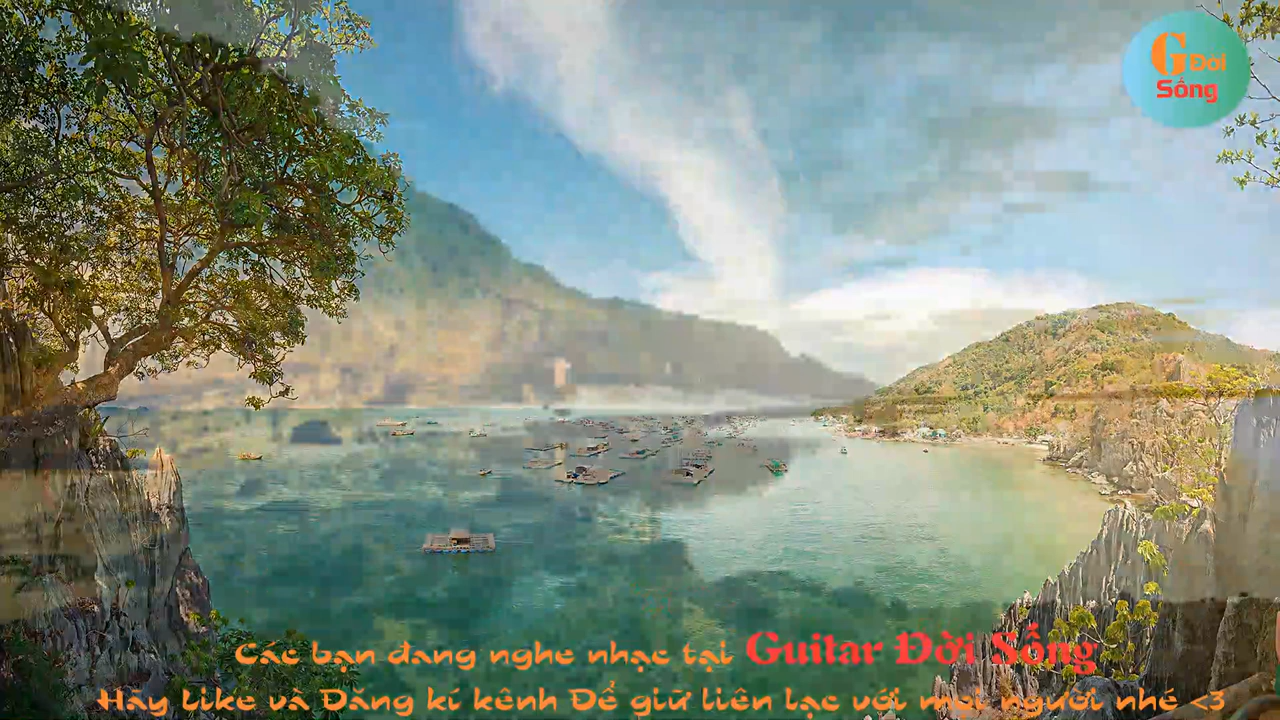 G Đời
Sống
Các bạn đang nghe nhạc tại Guitar Đời Sống
Hãy like và Đăng kí kênh Để giữ liên lạc với mọi người nhé <3